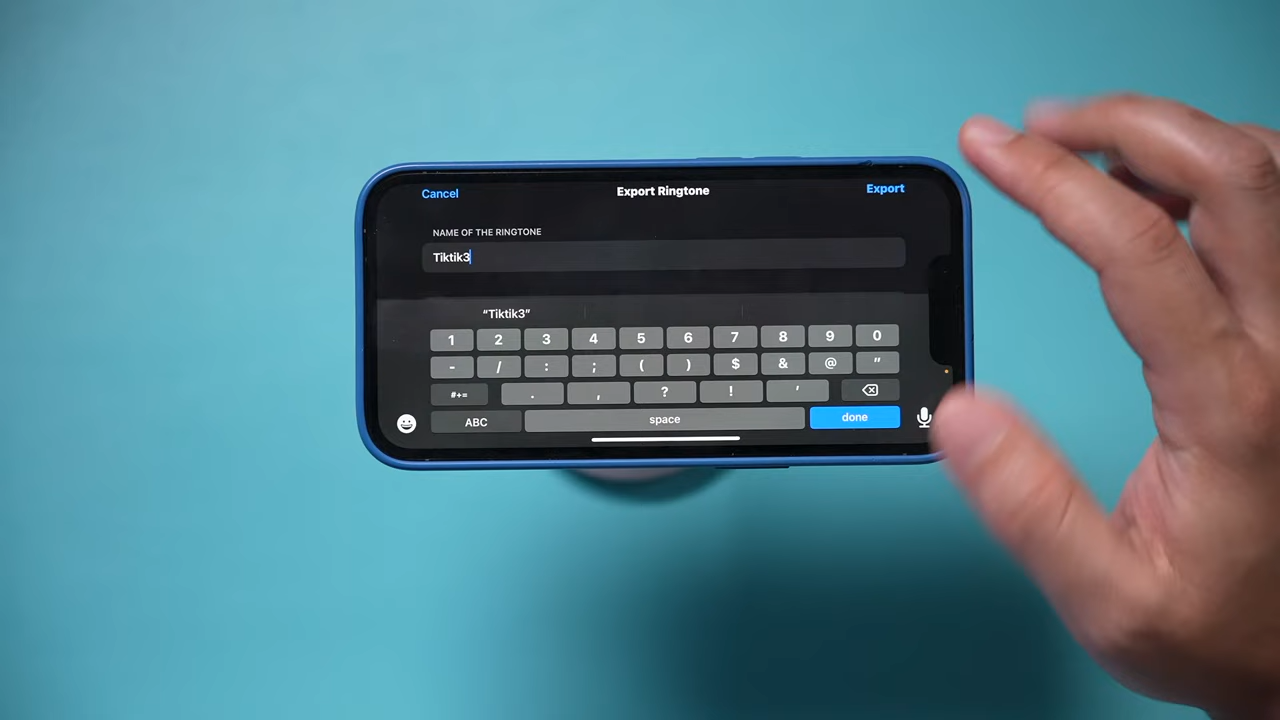 Cancel Export Ringtone Export
NAME OF THE RINGTONE
Tiktik3
“Tiktik3”
1 2 3 4 5 6 7 8 9 0
- / : ; ( ) $ & @ "
#+= . , ? ! '
ABC space done